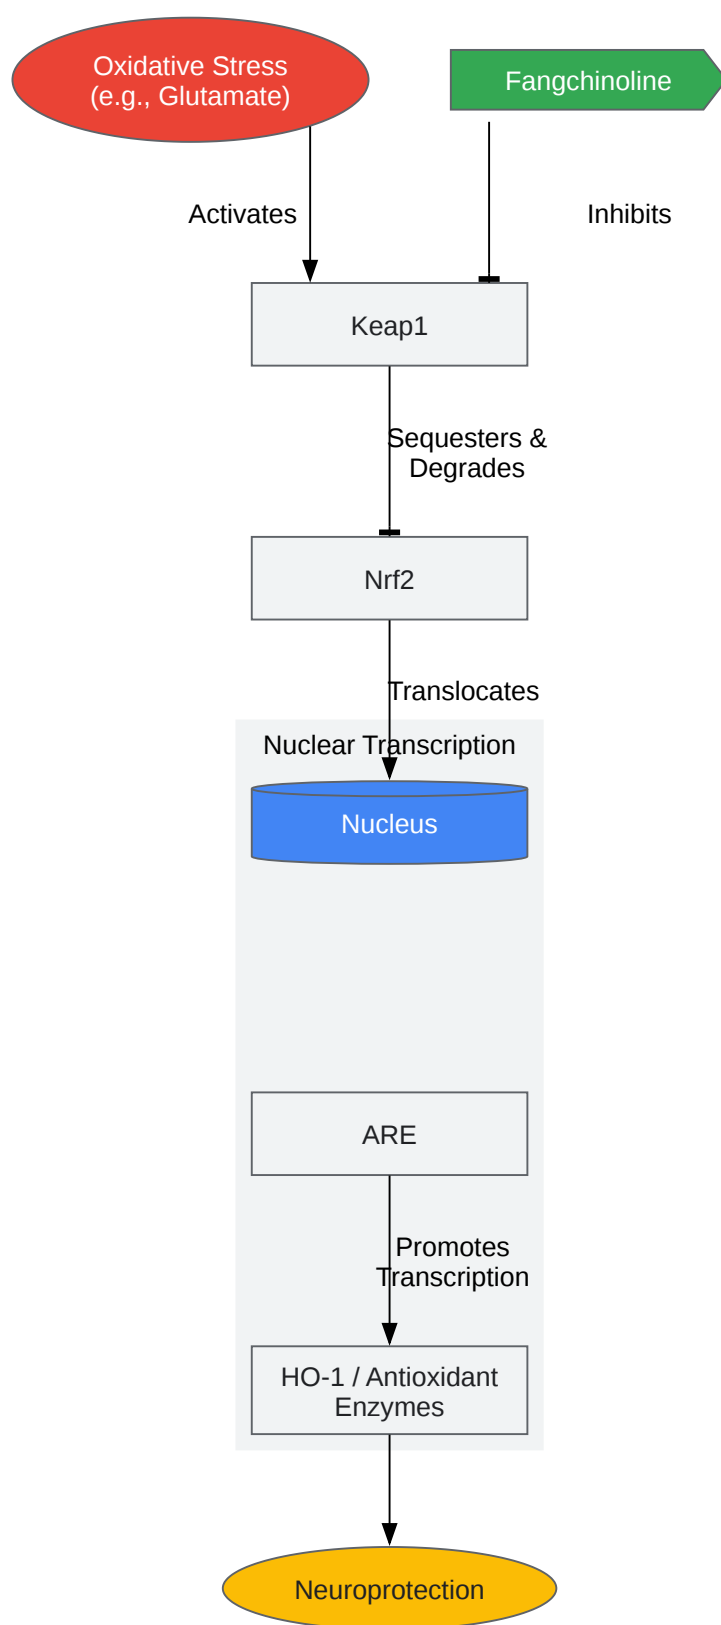 Oxidative Stress
(e.g., Glutamate)
Fangchinoline
Activates
Inhibits
Keap1
Sequesters &
Degrades
Nrf2
Translocates
Nuclear Transcription
Nucleus
ARE
Promotes
Transcription
HO-1 / Antioxidant
Enzymes
Neuroprotection